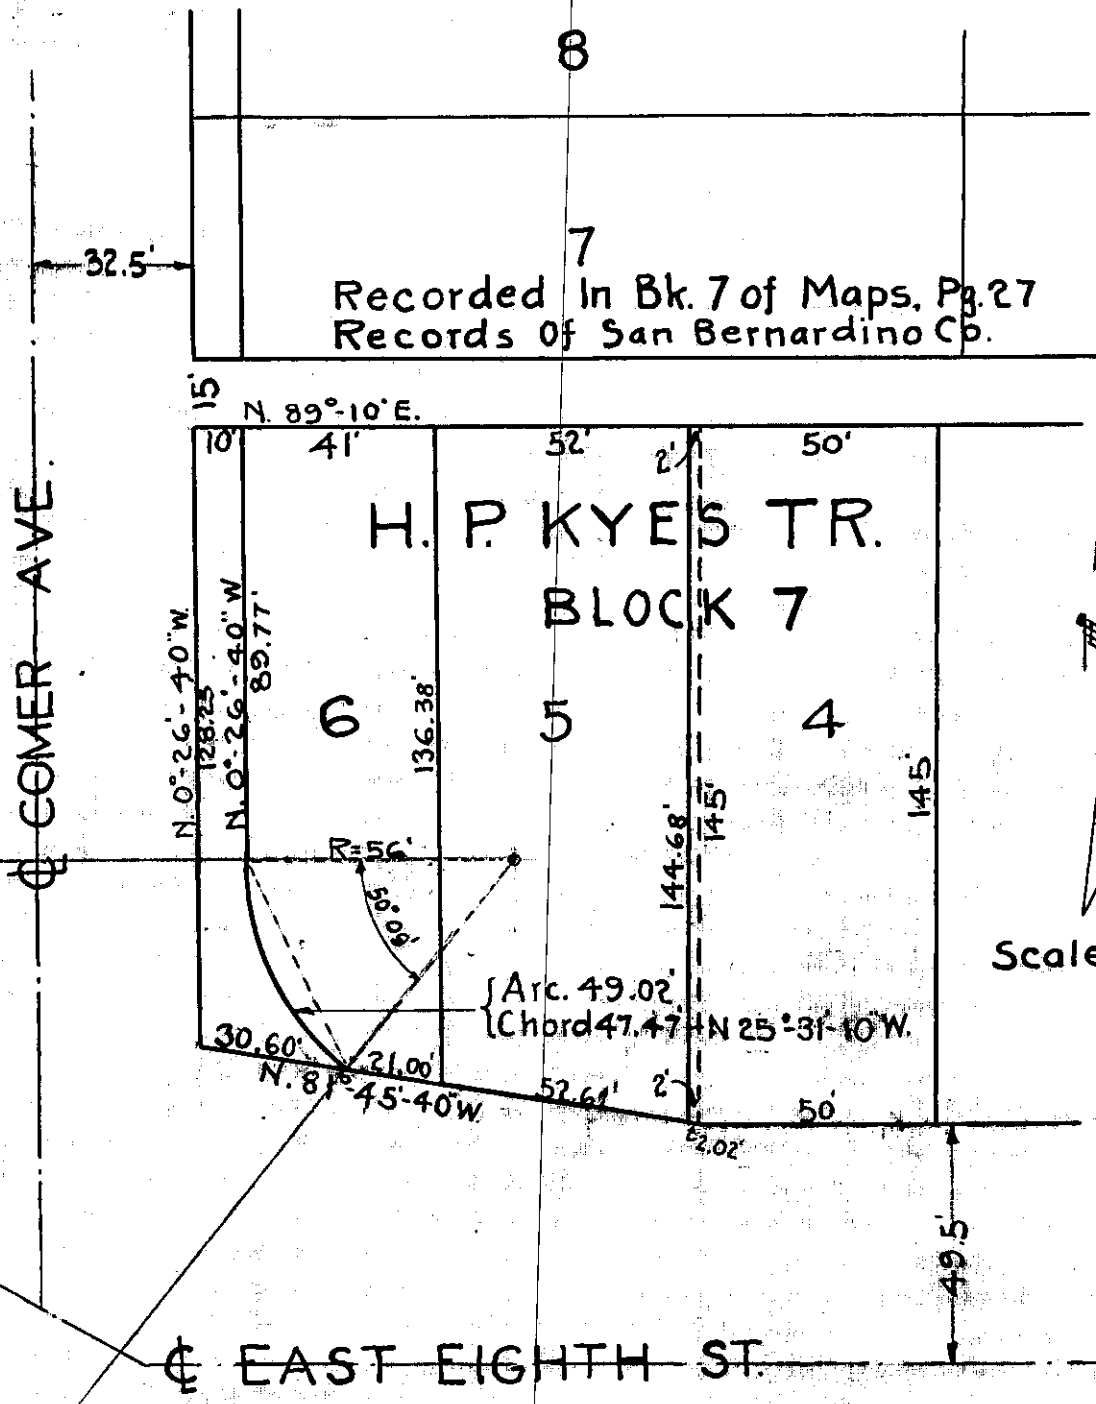 8
7
32.5'
Recorded In Bk. 7 of Maps, Pg. 27
Records Of San Bernardino Co.
15'
N. 89°-10' E.
10' 41' 52' 2' 50'
H. P. KYES TR.
BLOCK 7
℄ COMER AVE.
N. 0°-26'-40" W.
128.23
N. 0°-26'-40" W
89.77'
6
136.38'
5
144.68'
145'
4
145'
R=56'
50°09'
Scale
Arc. 49.02'
Chord 47.47' N 25°-31'-10" W.
30.60'
21.00'
N. 81°-45'-40" W.
52.61'
2'
50'
2.02'
49.5'
℄ EAST EIGHTH ST.